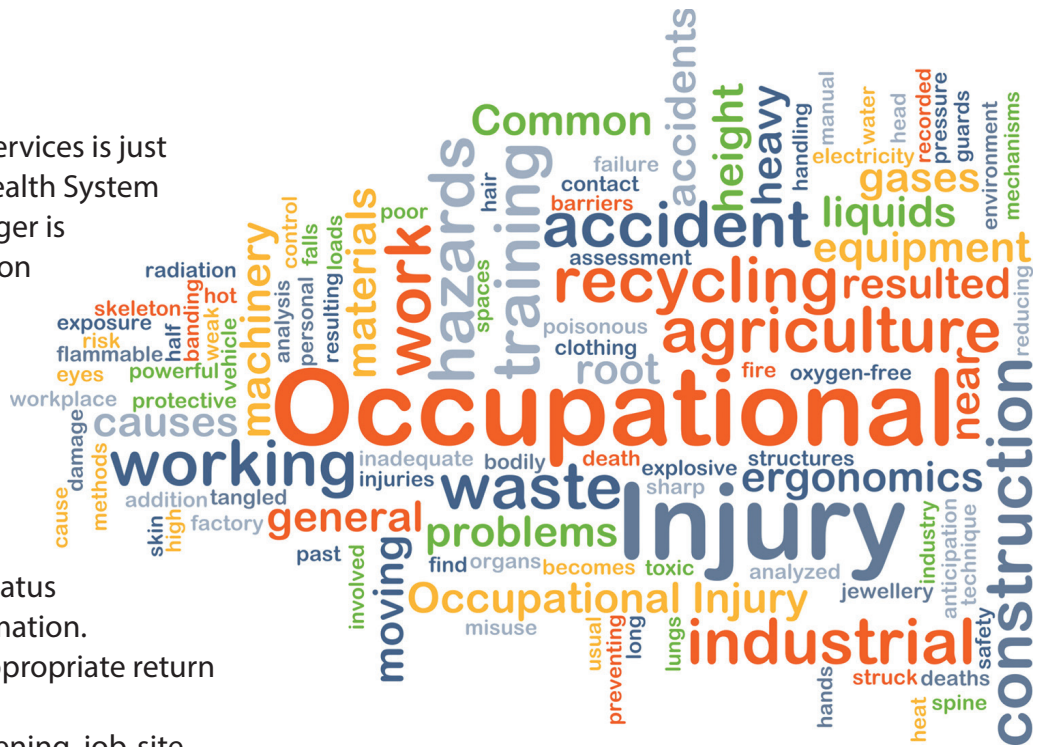 ervices is just
ealth System
ger is
on
atus
mation.
ppropriate return
ening, job-site
accidents
Common
height
heavy
handling
manual
water
head
recorded
pressure
guards
environment
mechanisms
electricity
gases
failure
contact
barriers
hazards
hair
training
accident
liquids
equipment
assessment
recycling
resulted
reducing
control
falls
loads
materials
poor
work
spaces
radiation
machinery
analysis
personal
resulting
skeleton
banding
hot
exposure
risk
half
weak
vehicle
flammable
eyes
powerful
poisonous
clothing
agriculture
root
fire
oxygen-free
near
workplace
protective
causes
Occupational
construction
damage
methods
cause
working
inadequate
injuries
bodily
death
explosive
structures
waste
sharp
ergonomics
addition
tangled
skin
high
factory
general
problems
Injury
industry
anticipation
technique
past
involved
moving
find
organs
becomes
toxic
analyzed
jewellery
Occupational Injury
misuse
usual
preventing
long
lungs
industrial
safety
struck
deaths
hands
heat
spine